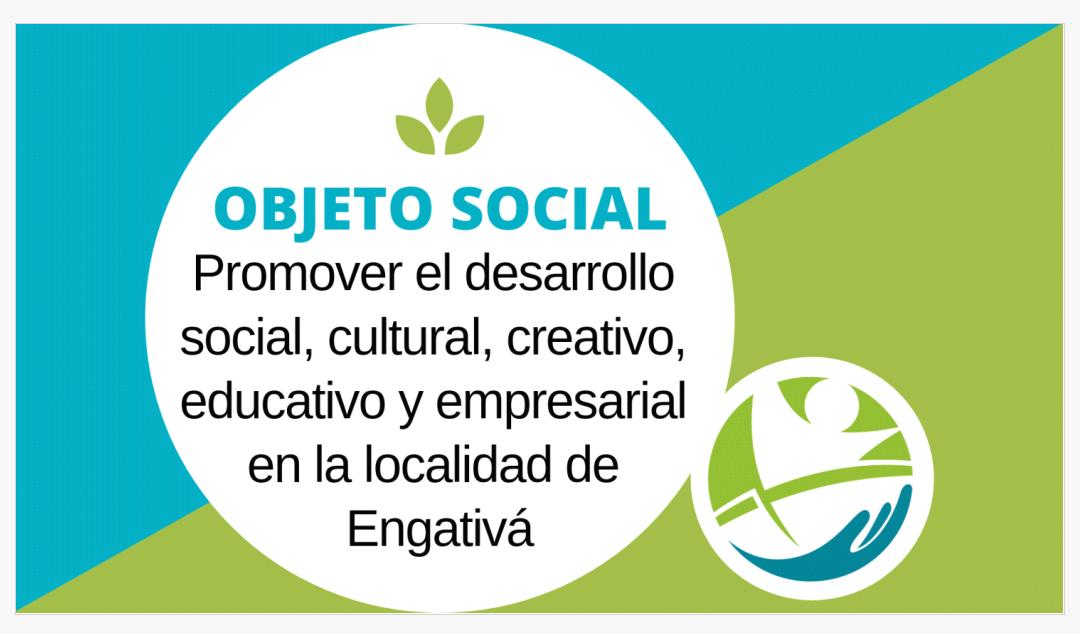 OBJETO SOCIAL
Promover el desarrollo
social, cultural, creativo,
educativo y empresarial
en la localidad de
Engativá